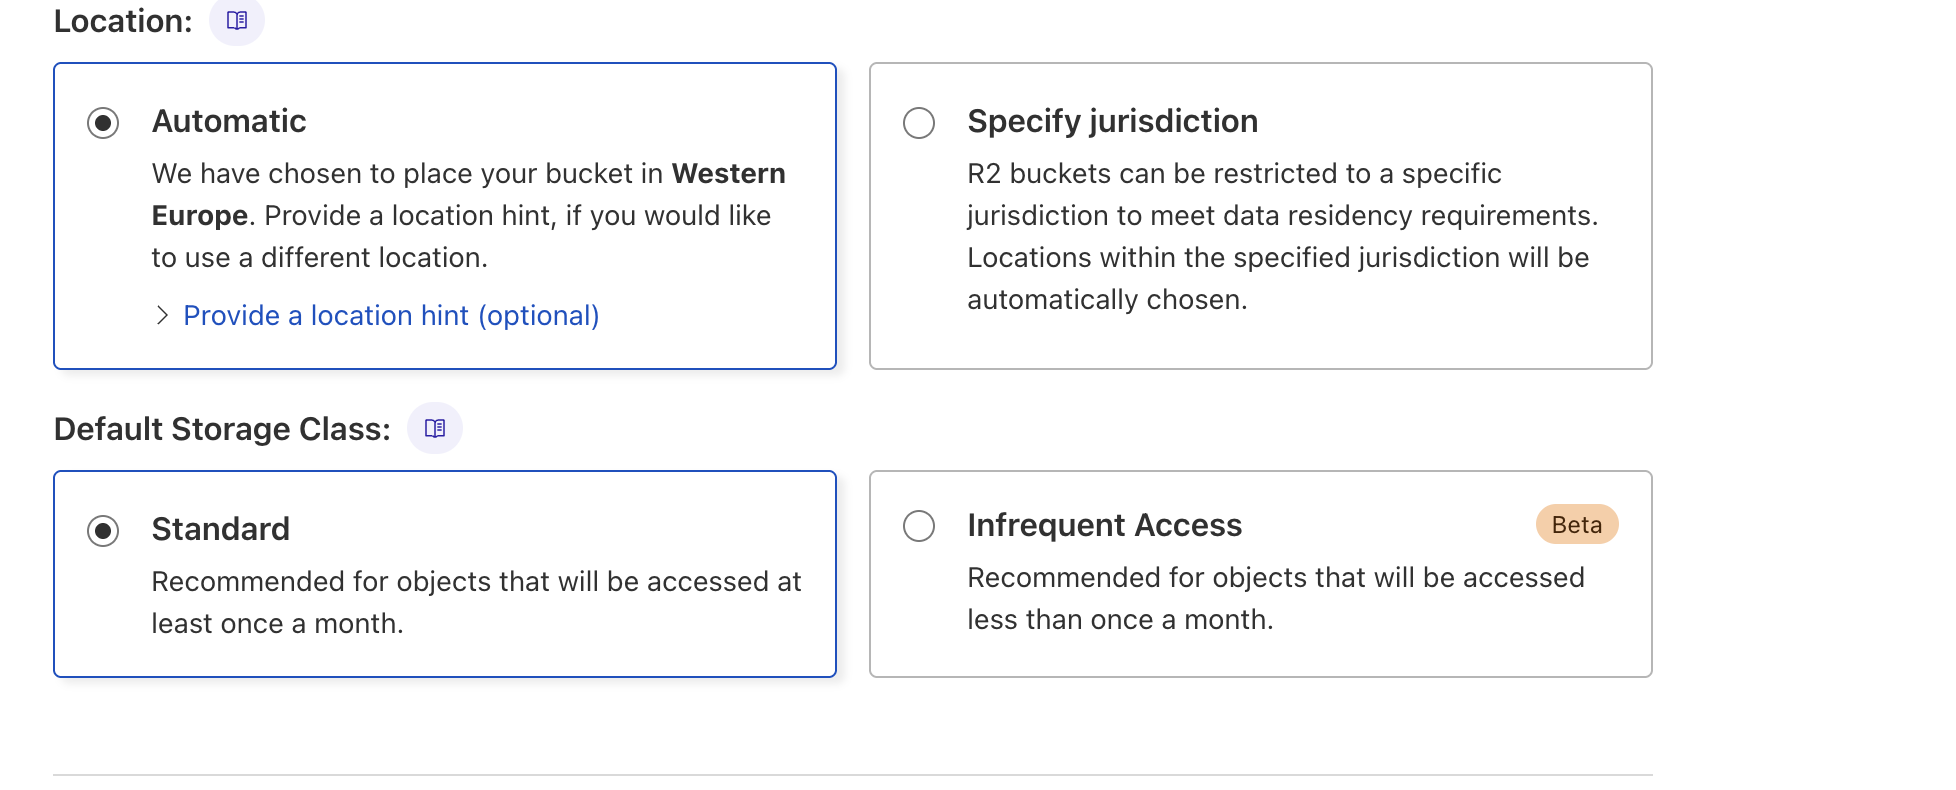 Location:
Automatic
We have chosen to place your bucket in Western
Europe. Provide a location hint, if you would like
to use a different location.
Provide a location hint (optional)
Specify jurisdiction
R2 buckets can be restricted to a specific
jurisdiction to meet data residency requirements.
Locations within the specified jurisdiction will be
automatically chosen.
Default Storage Class:
Standard
Recommended for objects that will be accessed at
least once a month.
Infrequent Access
Beta
Recommended for objects that will be accessed
less than once a month.